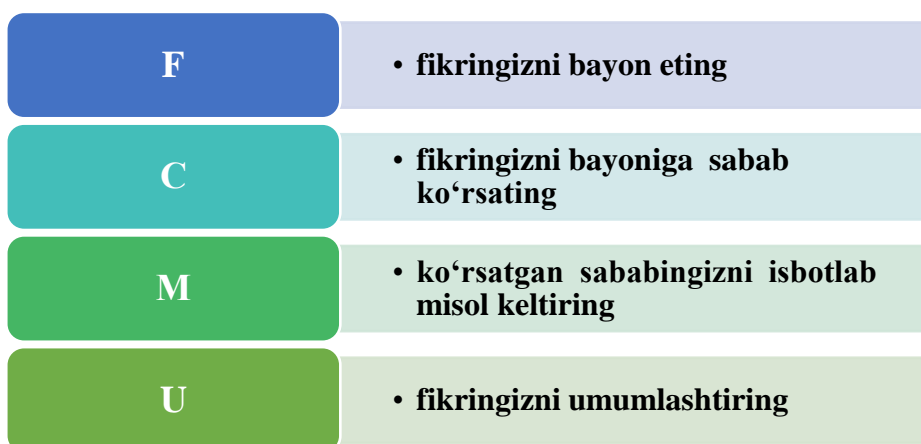 F
• fikringizni bayon eting
C
• fikringizni bayoniga sabab
ko‘rsating
M
• ko‘rsatgan sababingizni isbotlab
misol keltiring
U
• fikringizni umumlashtiring